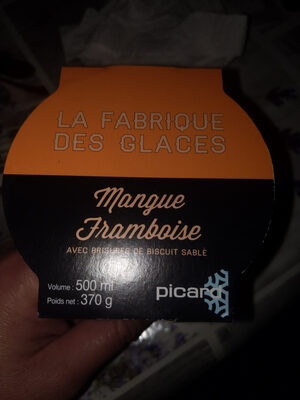 LA FABRIQUE
DES GLACES
Mangue
Framboise
AVEC BRISURES DE BISCUIT SABLÉ
Volume : 500 ml
Poids net : 370 g
picard